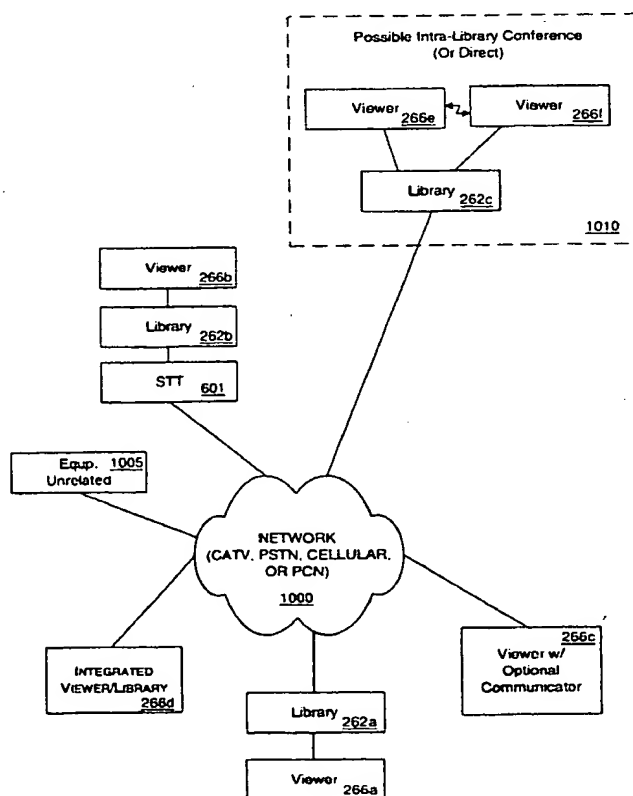 Possible Intra-Library Conference
(Or Direct)
Viewer
266e
Viewer
266f
Library
262c
1010
Viewer
266b
Library
262b
STT
601
Equp. 1005
Unrelated
NETWORK
(CATV, PSTN, CELLULAR,
OR PCN)
1000
266c
Viewer w/
Optional
Communicator
INTEGRATED
VIEWER/LIBRARY
266d
Library
262a
Viewer
266a